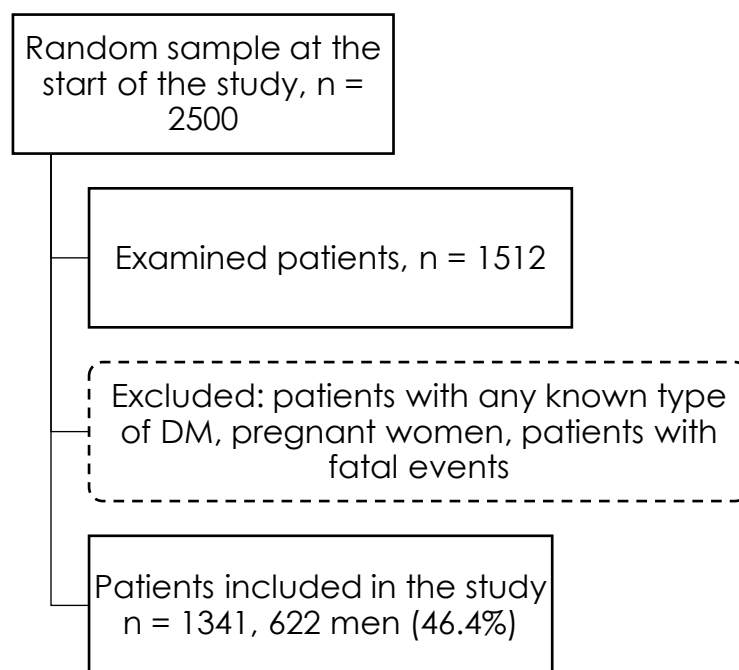 Random sample at the
start of the study, n =
2500
Examined patients, n = 1512
Excluded: patients with any known type
of DM, pregnant women, patients with
fatal events
Patients included in the study
n = 1341, 622 men (46.4%)